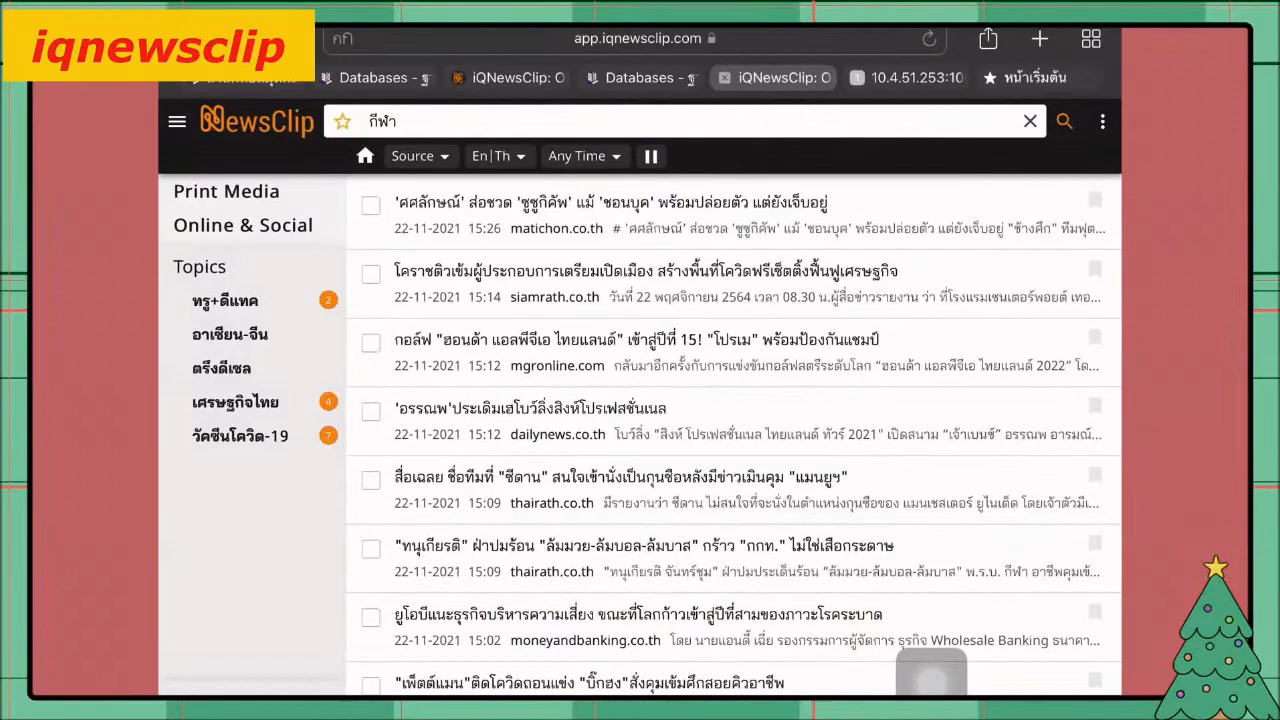 iqnewsclip
คกี
app.iqnewsclip.com
Databases - ฐ
iQNewsClip: O
Databases - ฐ
iQNewsClip: O
1 10.4.51.253:10
หน้าเริ่มต้น
NewsClip
กีฬา
Source
En|Th
Any Time
Print Media
Online & Social
Topics
ทรู+ดีแทค 2
อาเซียน-จีน
ตรึงดีเซล
เศรษฐกิจไทย 4
วัคซีนโควิด-19 7
'ศศลักษณ์' ส่อชวด 'ซูซูกิคัพ' แม้ 'ชอนบุค' พร้อมปล่อยตัว แต่ยังเจ็บอยู่
22-11-2021 15:26 matichon.co.th # 'ศศลักษณ์' ส่อชวด 'ซูซูกิคัพ' แม้ 'ชอนบุค' พร้อมปล่อยตัว แต่ยังเจ็บอยู่ "ช้างศึก" ทีมฟุต...
โคราชติวเข้มผู้ประกอบการเตรียมเปิดเมือง สร้างพื้นที่โควิดฟรีเซ็ตติ้งฟื้นฟูเศรษฐกิจ
22-11-2021 15:14 siamrath.co.th วันที่ 22 พฤศจิกายน 2564 เวลา 08.30 น.ผู้สื่อข่าวรายงาน ว่า ที่โรงแรมเซนเตอร์พอยต์ เทอ...
กอล์ฟ "ฮอนด้า แอลพีจีเอ ไทยแลนด์" เข้าสู่ปีที่ 15! "โปรเม" พร้อมป้องกันแชมป์
22-11-2021 15:12 mgronline.com กลับมาอีกครั้งกับการแข่งขันกอล์ฟสตรีระดับโลก “ฮอนด้า แอลพีจีเอ ไทยแลนด์ 2022” โด...
'อรรณพ'ประเดิมเฮโบว์ลิ่งสิงห์โปรเฟสชั่นเนล
22-11-2021 15:12 dailynews.co.th โบว์ลิ่ง "สิงห์ โปรเฟสชั่นเนล ไทยแลนด์ ทัวร์ 2021" เปิดสนาม “เจ้าเบนซ์” อรรณพ อารมณ์...
สื่อเฉลย ชื่อทีมที่ "ซีดาน" สนใจเข้านั่งเป็นกุนซือหลังมีข่าวเมินคุม "แมนยูฯ"
22-11-2021 15:09 thairath.co.th มีรายงานว่า ซีดาน ไม่สนใจที่จะนั่งในตำแหน่งกุนซือของ แมนเชสเตอร์ ยูไนเต็ด โดยเจ้าตัวมีเ...
"ทนุเกียรติ" ฝ่าปมร้อน "ล้มมวย-ล้มบอล-ล้มบาส" กร้าว "กกท." ไม่ใช่เสือกระดาษ
22-11-2021 15:09 thairath.co.th "ทนุเกียรติ จันทร์ชุม" ฝ่าปมประเด็นร้อน "ล้มมวย-ล้มบอล-ล้มบาส" พ.ร.บ. กีฬา อาชีพคุมเข้...
ยูโอบีแนะธุรกิจบริหารความเสี่ยง ขณะที่โลกก้าวเข้าสู่ปีที่สามของภาวะโรคระบาด
22-11-2021 15:02 moneyandbanking.co.th โดย นายแอนดี้ เฉี่ย รองกรรมการผู้จัดการ ธุรกิจ Wholesale Banking ธนาคา...
"เพ็ตต์แมน"ติดโควิดถอนแข่ง "บิ๊กฮง"สั่งคุมเข้มศึกสอยคิวอาชีพ